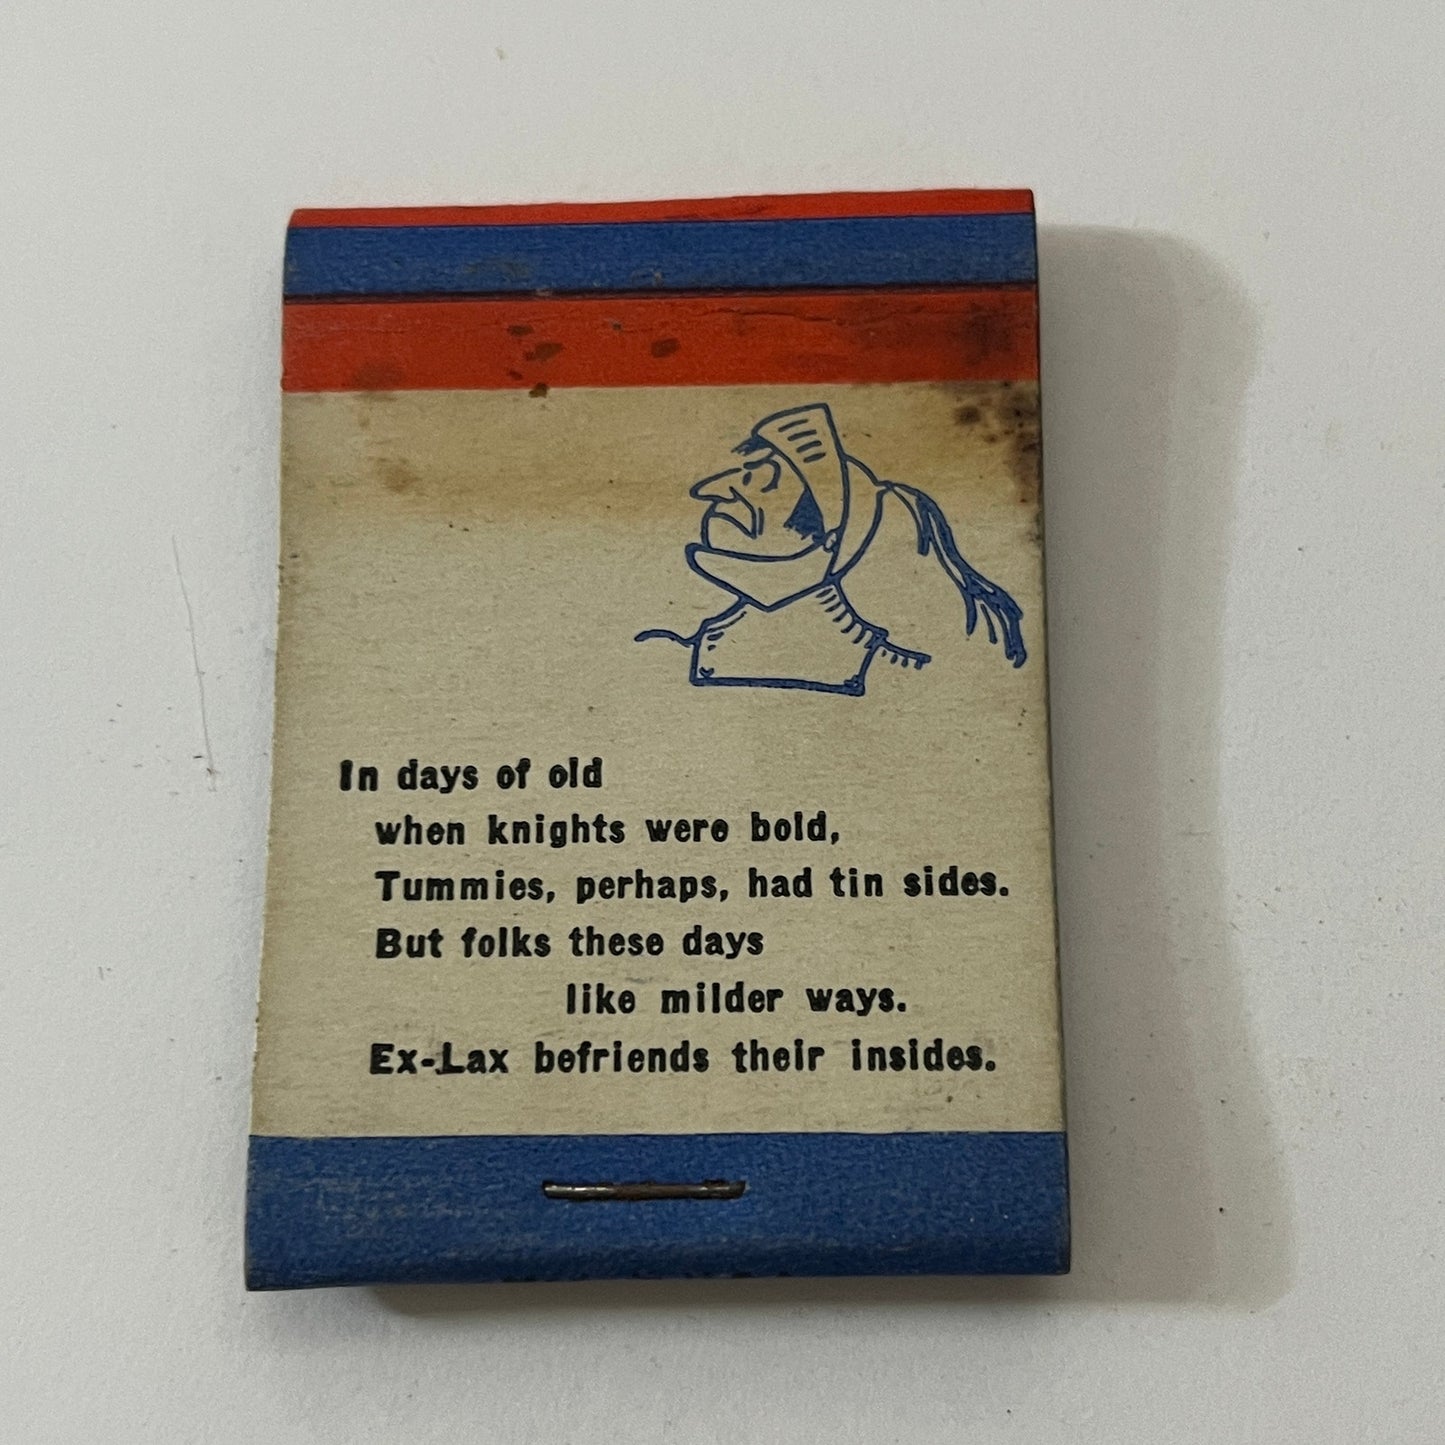 In days of old
when knights were bold,
Tummies, perhaps, had tin sides.
But folks these days
like milder ways.
Ex-Lax befriends their insides.